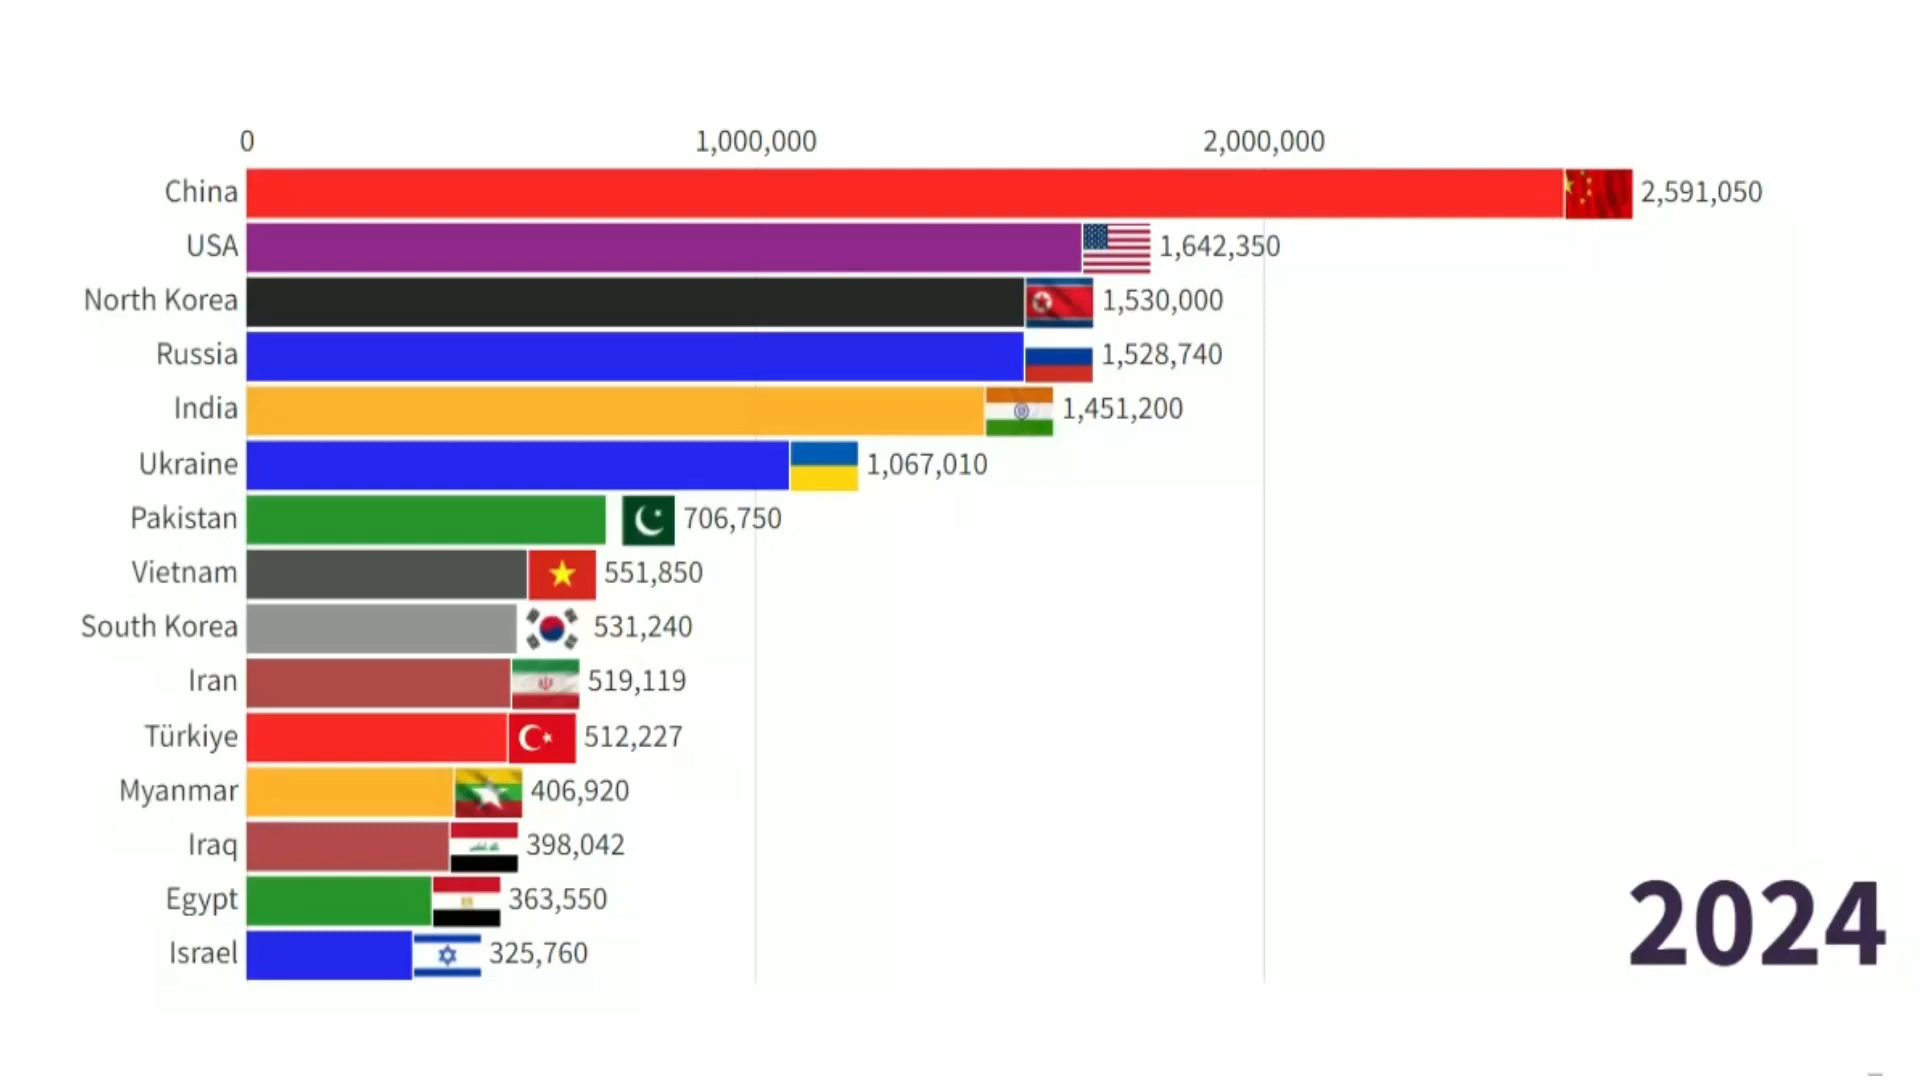 0 1,000,000 2,000,000
China 2,591,050
USA 1,642,350
North Korea 1,530,000
Russia 1,528,740
India 1,451,200
Ukraine 1,067,010
Pakistan 706,750
Vietnam 551,850
South Korea 531,240
Iran 519,119
Türkiye 512,227
Myanmar 406,920
Iraq 398,042
Egypt 363,550
Israel 325,760
2024